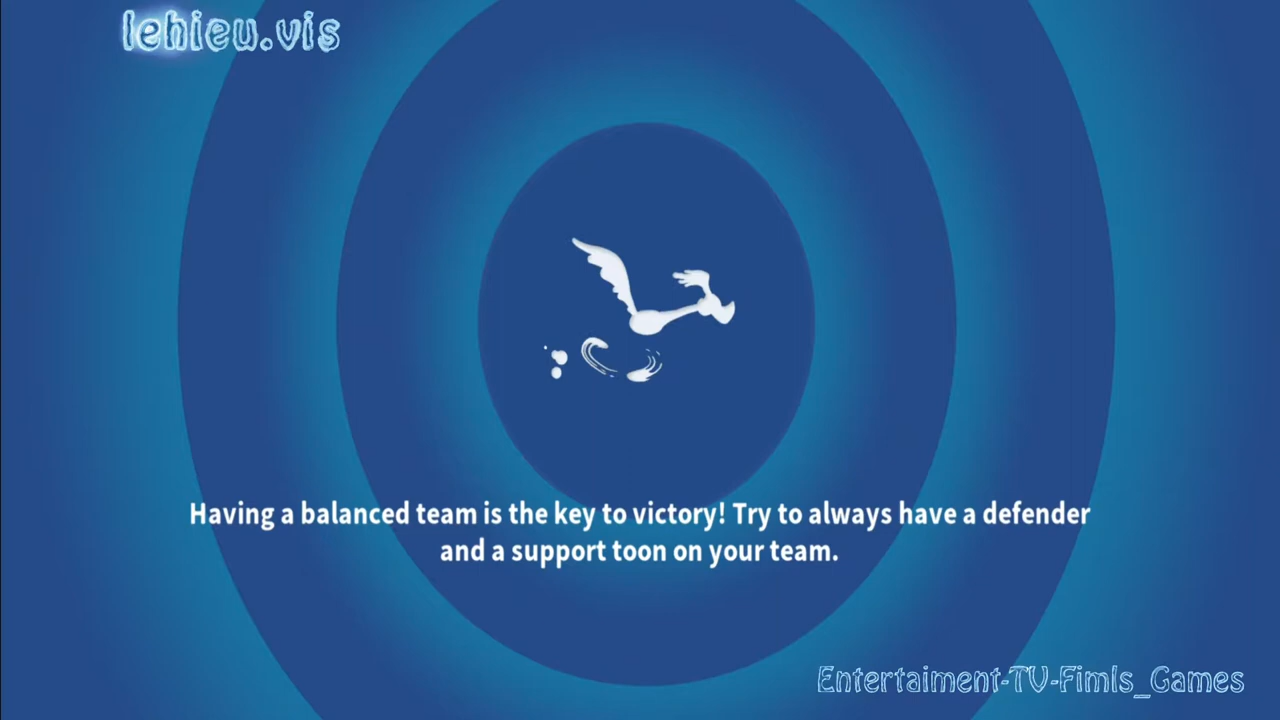 lehieu.vis
Having a balanced team is the key to victory! Try to always have a defender
and a support toon on your team.
Entertaiment-TV-Fimls_Games